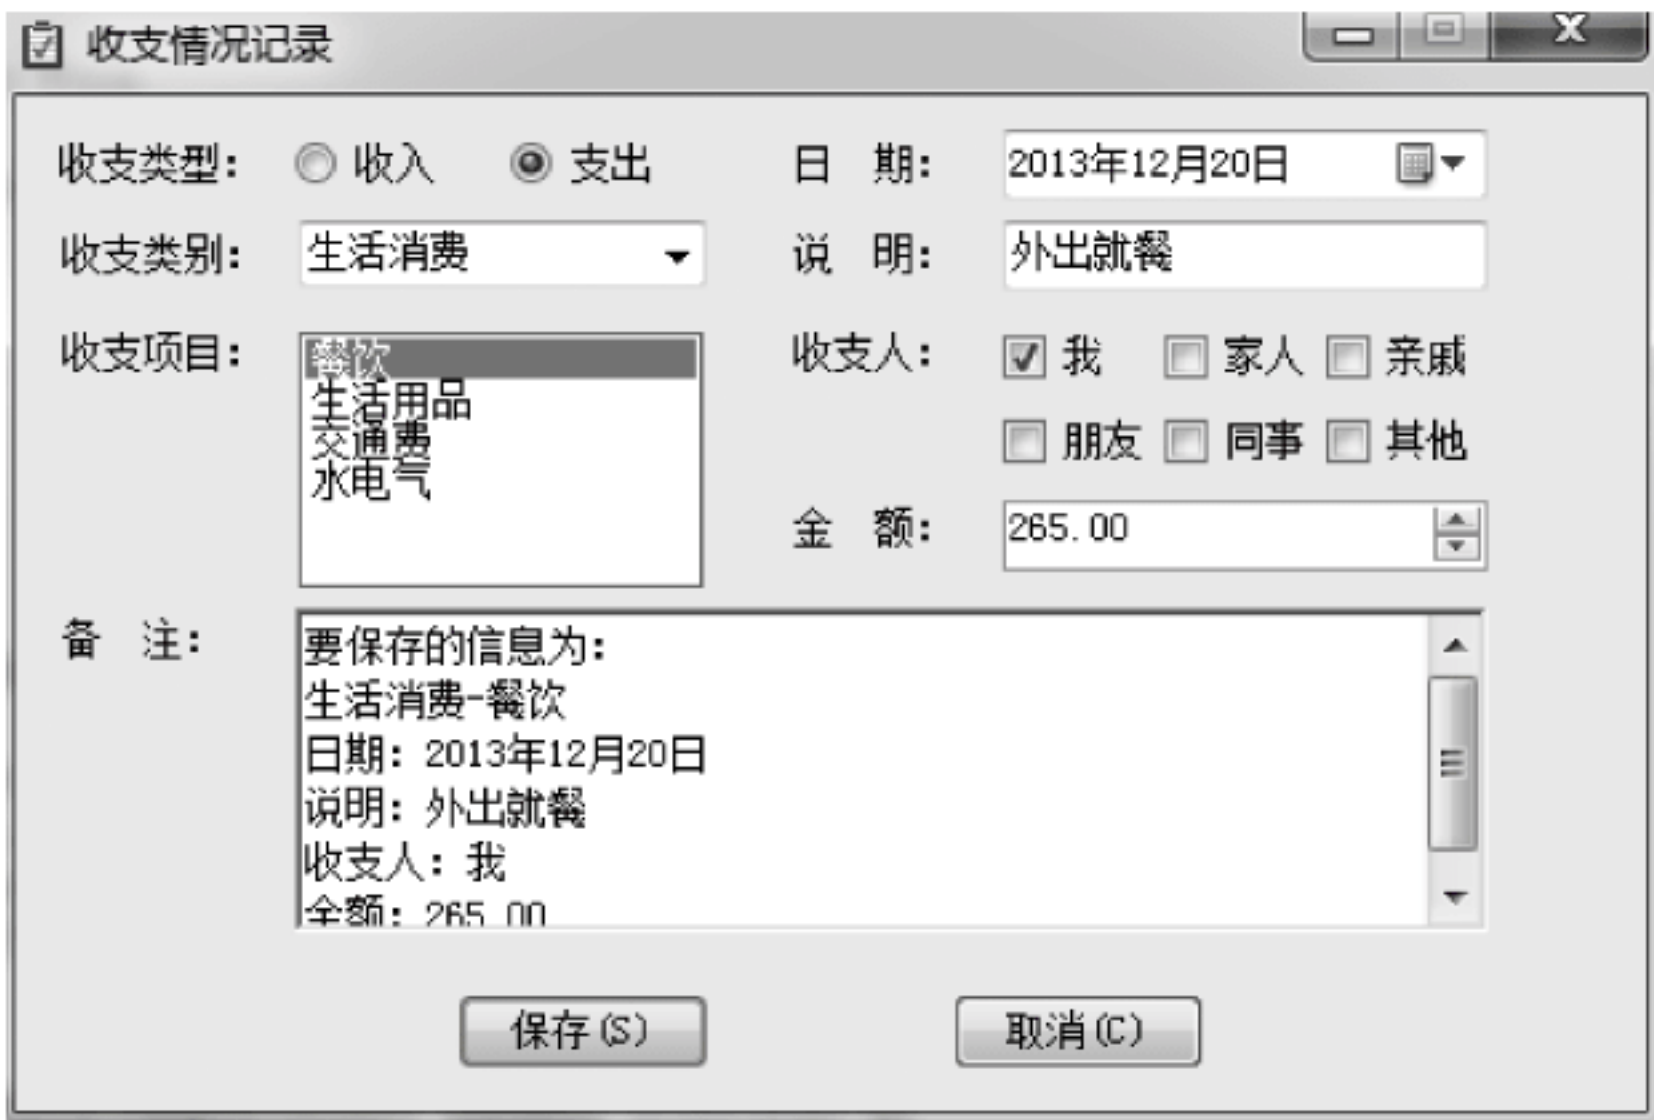 收支情况记录
收支类型: 收入 支出 日 期: 2013年12月20日
收支类别: 生活消费 说 明: 外出就餐
收支项目: 餐饮 收支人: 我 家人 亲戚
生活用品
交通费 朋友 同事 其他
水电气
金 额: 265.00
备 注: 要保存的信息为:
生活消费-餐饮
日期: 2013年12月20日
说明: 外出就餐
收支人: 我
金额: 265.00
保存(S) 取消(C)